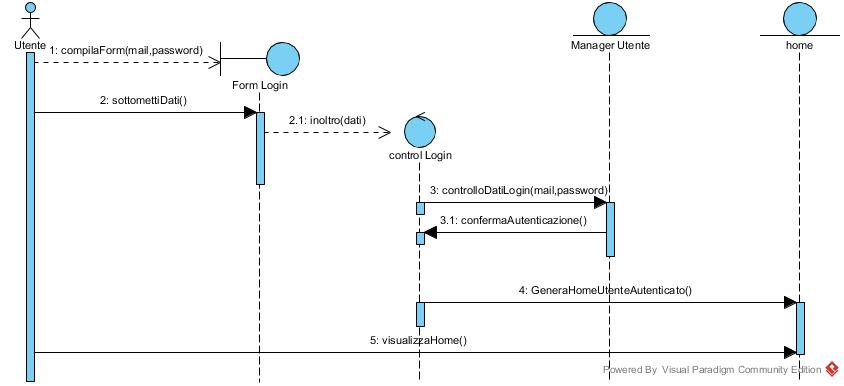 Utente
Manager Utente
home
1: compilaForm(mail,password)
Form Login
2: sottomettiDati()
2.1: inoltro(dati)
control Login
3: controlloDatiLogin(mail,password)
3.1: confermaAutenticazione()
4: GeneraHomeUtenteAutenticato()
5: visualizzaHome()
Powered By Visual Paradigm Community Edition